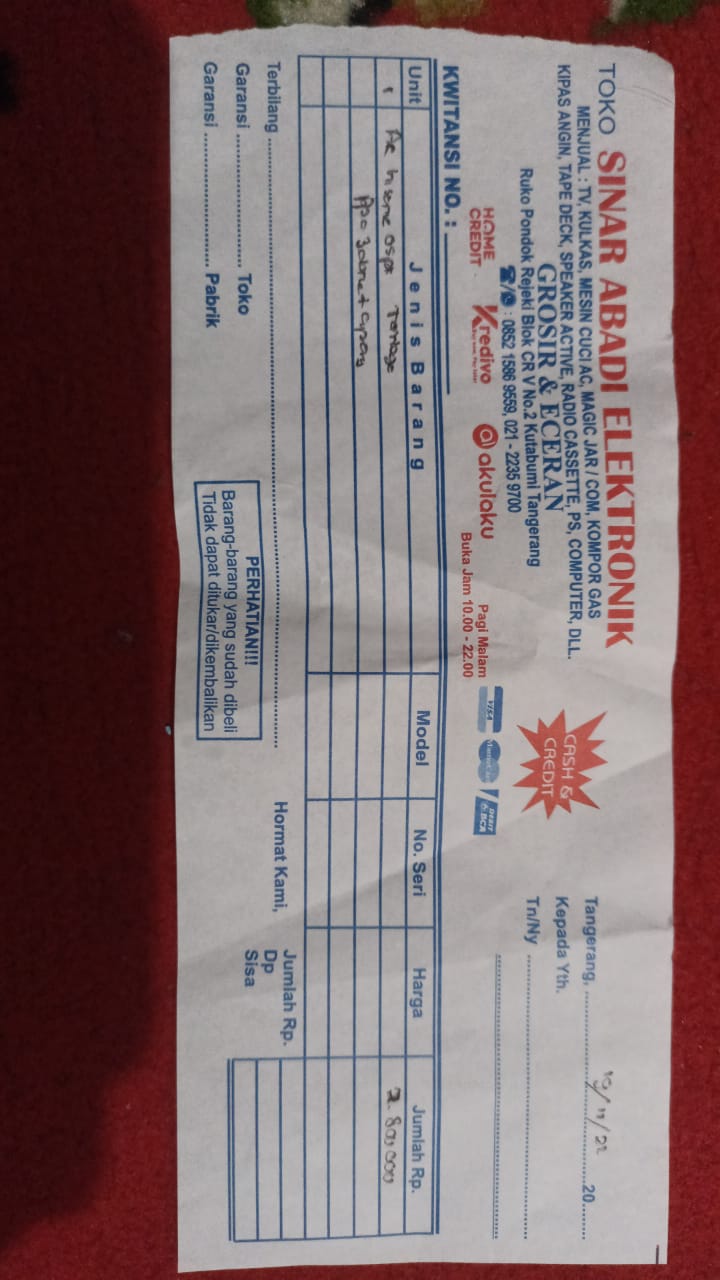 TOKO SINAR ABADI ELEKTRONIK
MENJUAL : TV, KULKAS, MESIN CUCI AC, MAGIC JAR / COM, KOMPOR GAS
KIPAS ANGIN, TAPE DECK, SPEAKER ACTIVE, RADIO CASSETTE, PS, COMPUTER, DLL.
GROSIR & ECERAN
Ruko Pondok Rejeki Blok CR V No.2 Kutabumi Tangerang
: 0852 1586 9559, 021 - 2235 9700
HOME CREDIT
Kredivo
akulaku
Pagi Malam
Buka Jam 10.00 - 22.00
CASH & CREDIT
VISA
DEBIT BCA
Tangerang, 19/11/22 20
Kepada Yth.
Tn/Ny
KWITANSI NO. :
Unit Jenis Barang Model No. Seri Harga Jumlah Rp.
1 Ac 2.800.000
Terbilang
Garansi Toko
Garansi Pabrik
PERHATIAN!!!
Barang-barang yang sudah dibeli
Tidak dapat ditukar/dikembalikan
Hormat Kami,
Jumlah Rp.
Dp
Sisa